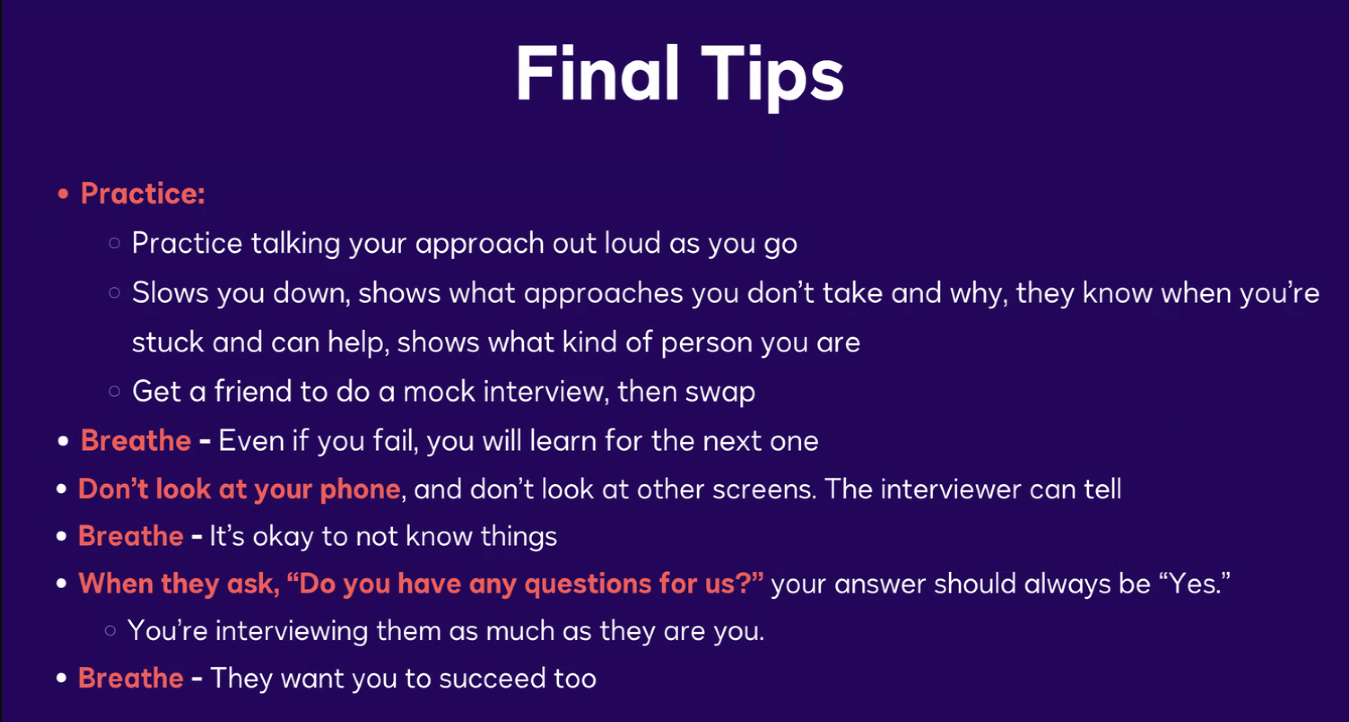 Final Tips
• Practice:
○ Practice talking your approach out loud as you go
○ Slows you down, shows what approaches you don’t take and why, they know when you’re
stuck and can help, shows what kind of person you are
○ Get a friend to do a mock interview, then swap
• Breathe - Even if you fail, you will learn for the next one
• Don’t look at your phone, and don’t look at other screens. The interviewer can tell
• Breathe - It’s okay to not know things
• When they ask, “Do you have any questions for us?” your answer should always be “Yes.”
○ You’re interviewing them as much as they are you.
• Breathe - They want you to succeed too